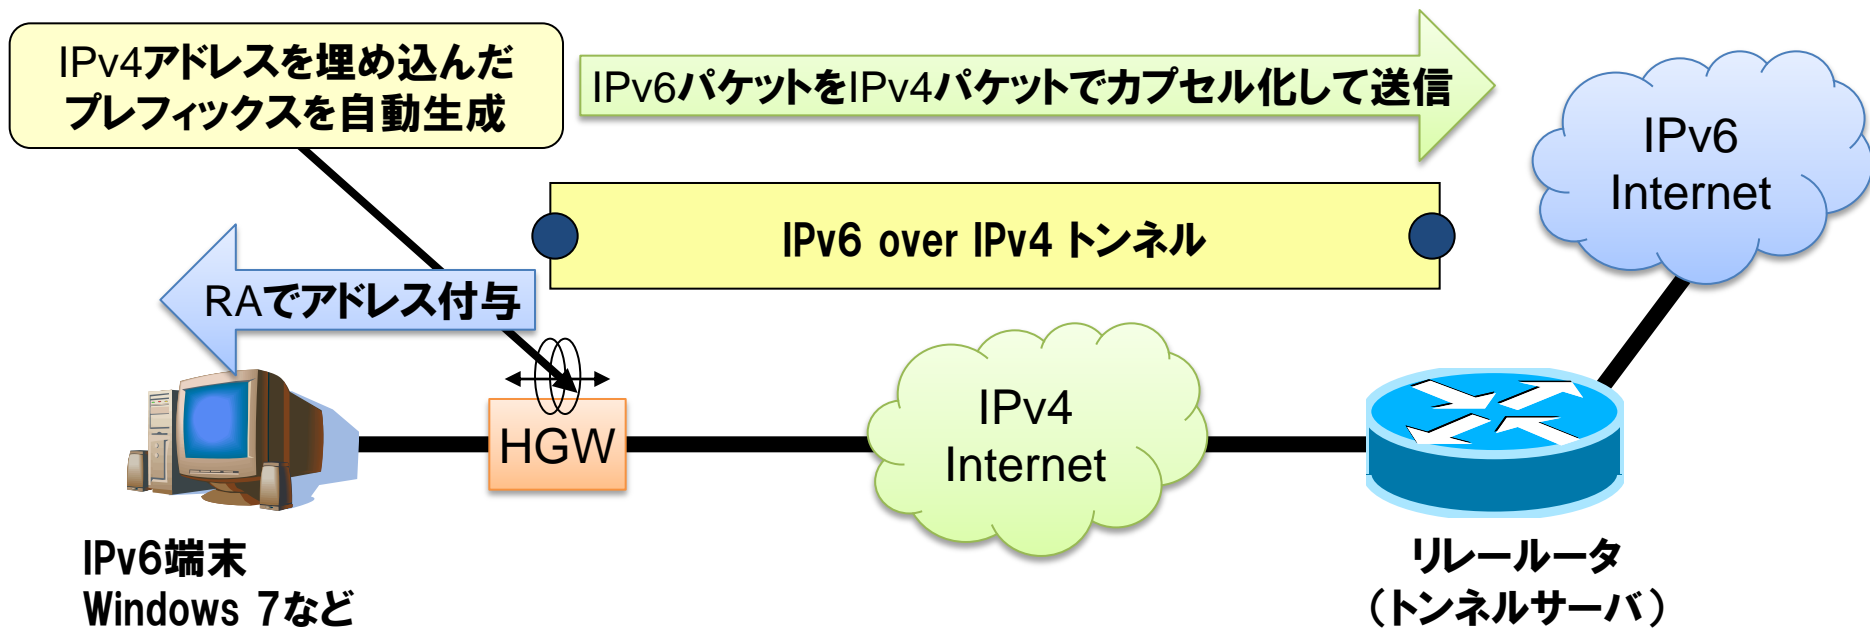 IPv4アドレスを埋め込んだ
プレフィックスを自動生成
IPv6パケットをIPv4パケットでカプセル化して送信
IPv6
Internet
IPv6 over IPv4 トンネル
RAでアドレス付与
HGW
IPv4
Internet
IPv6端末
Windows 7など
リレールータ
（トンネルサーバ）